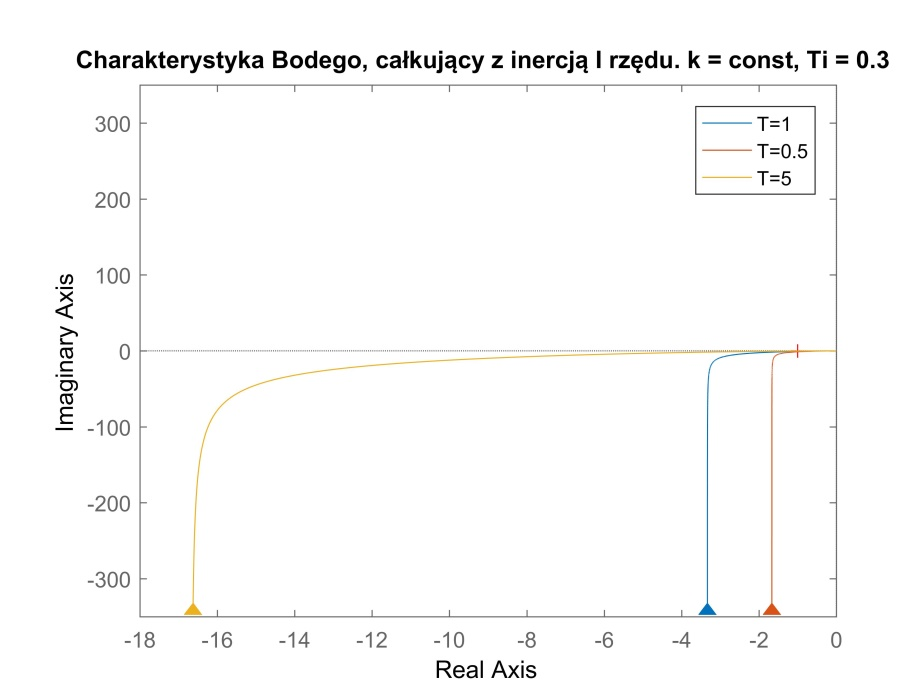 Charakterystyka Bodego, całkujący z inercją I rzędu. k = const, Ti = 0.3
T=1
T=0.5
T=5
300
200
100
0
-100
-200
-300
Imaginary Axis
-18 -16 -14 -12 -10 -8 -6 -4 -2 0
Real Axis